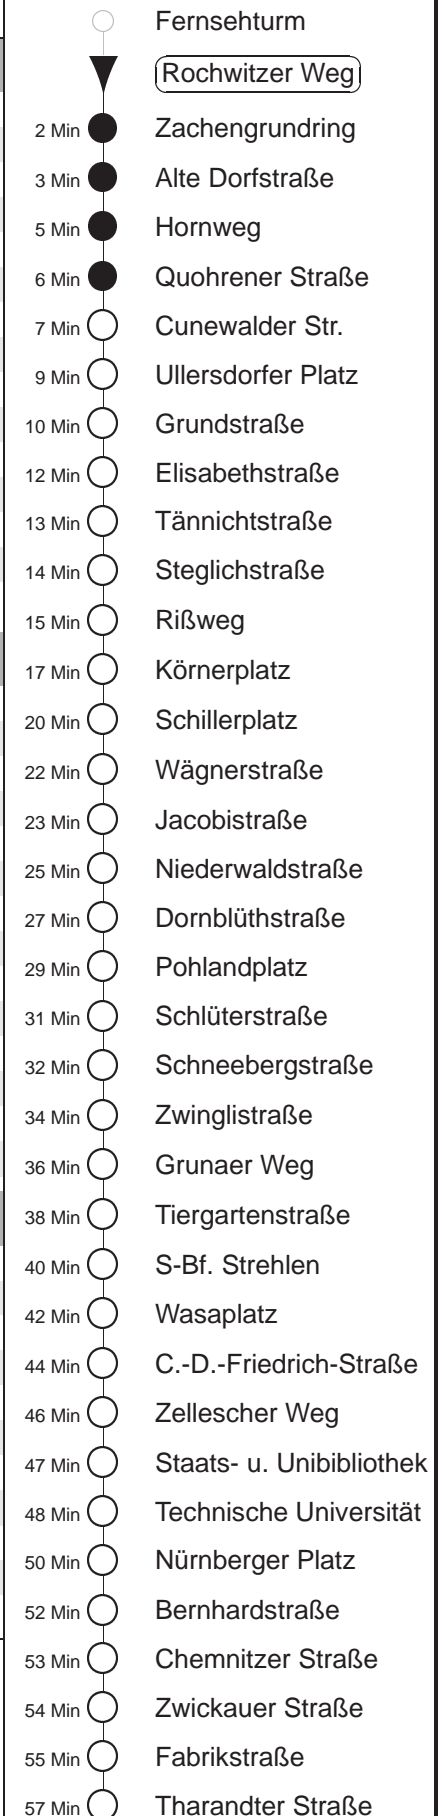 Fernsehturm
Rochwitzer Weg
2 Min Zachengrundring
3 Min Alte Dorfstraße
5 Min Hornweg
6 Min Quohrener Straße
7 Min Cunewalder Str.
9 Min Ullersdorfer Platz
10 Min Grundstraße
12 Min Elisabethstraße
13 Min Tännichtstraße
14 Min Steglichstraße
15 Min Rißweg
17 Min Körnerplatz
20 Min Schillerplatz
22 Min Wägnerstraße
23 Min Jacobistraße
25 Min Niederwaldstraße
27 Min Dornblüthstraße
29 Min Pohlandplatz
31 Min Schlüterstraße
32 Min Schneebergstraße
34 Min Zwinglistraße
36 Min Grunaer Weg
38 Min Tiergartenstraße
40 Min S-Bf. Strehlen
42 Min Wasaplatz
44 Min C.-D.-Friedrich-Straße
46 Min Zellescher Weg
47 Min Staats- u. Unibibliothek
48 Min Technische Universität
50 Min Nürnberger Platz
52 Min Bernhardstraße
53 Min Chemnitzer Straße
54 Min Zwickauer Straße
55 Min Fabrikstraße
57 Min Tharandter Straße